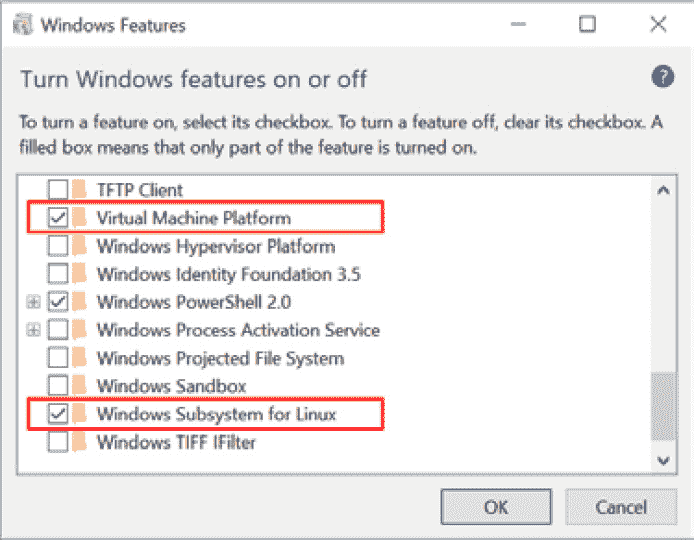 Windows Features
Turn Windows features on or off
?
To turn a feature on, select its checkbox. To turn a feature off, clear its checkbox. A
filled box means that only part of the feature is turned on.
TFTP Client
Virtual Machine Platform
Windows Hypervisor Platform
Windows Identity Foundation 3.5
Windows PowerShell 2.0
Windows Process Activation Service
Windows Projected File System
Windows Sandbox
Windows Subsystem for Linux
Windows TIFF IFilter
OK
Cancel